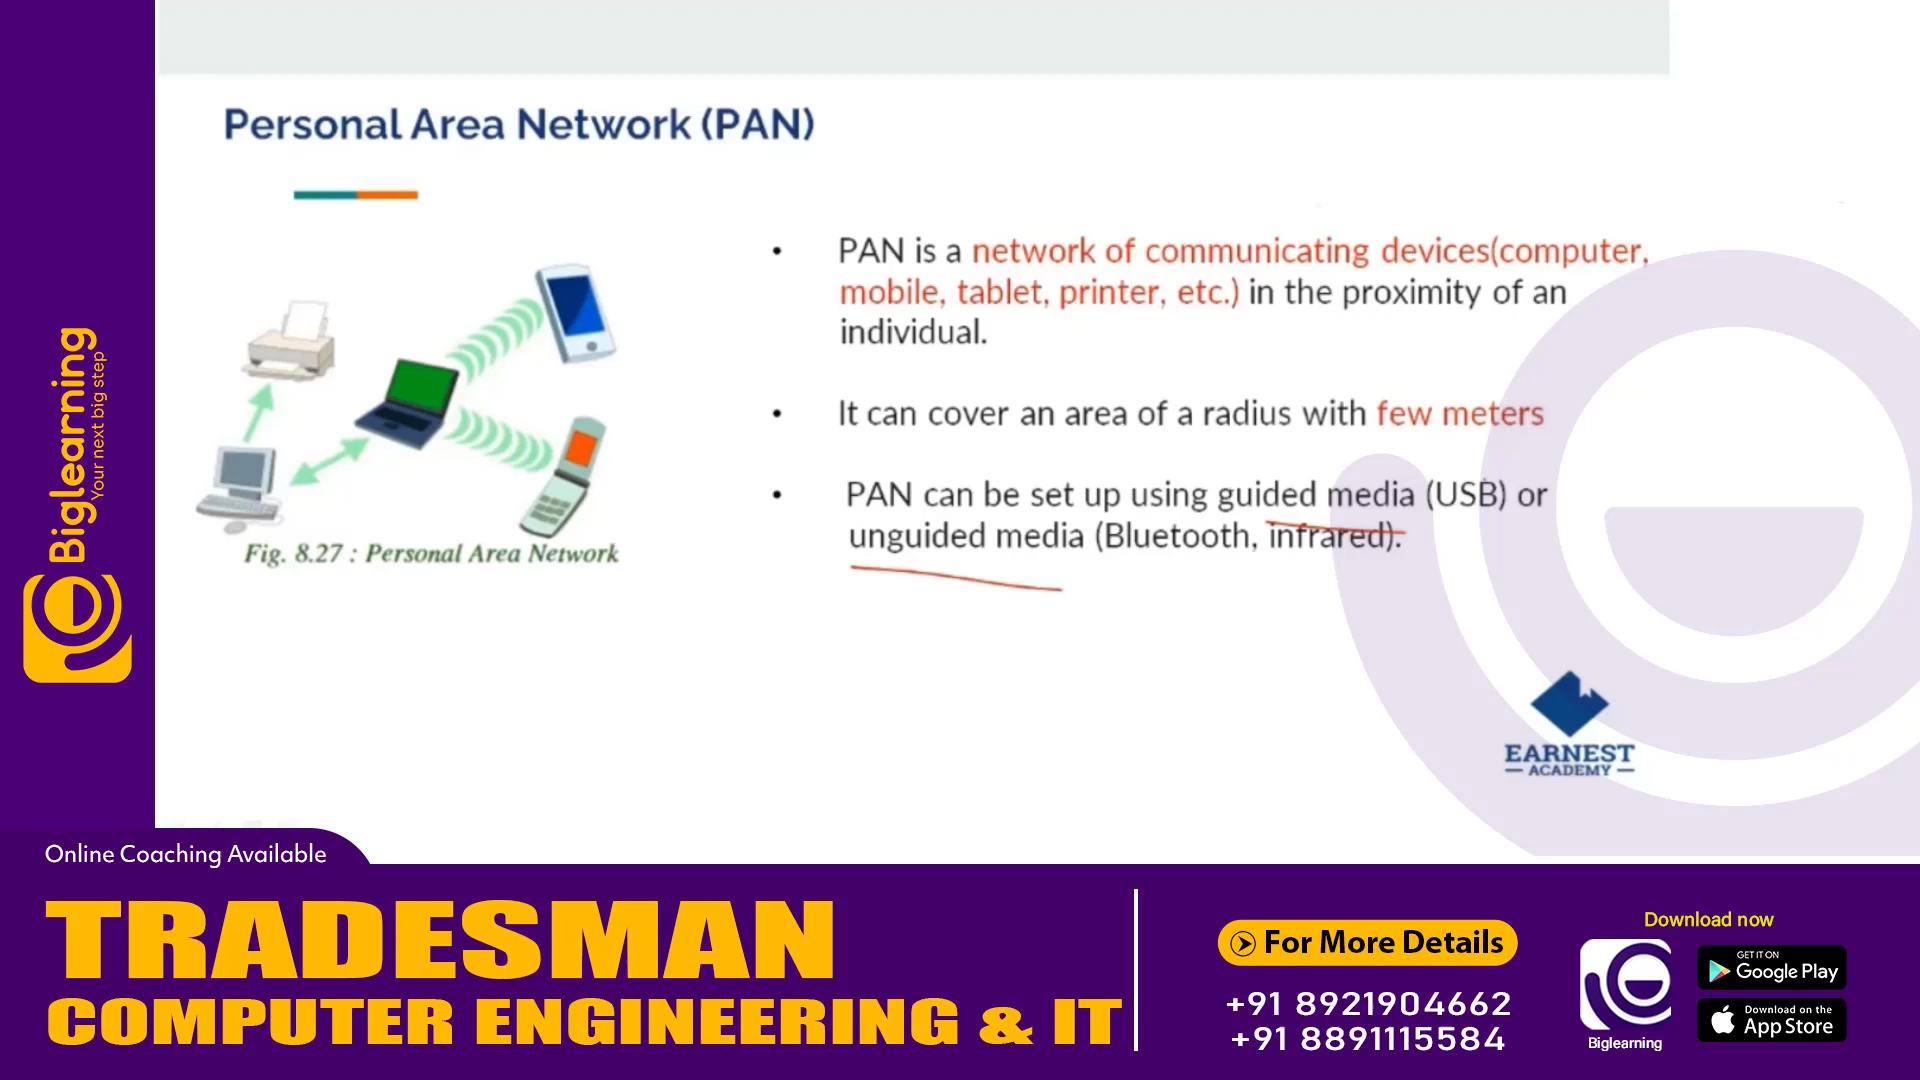 Personal Area Network (PAN)
• PAN is a network of communicating devices(computer,
mobile, tablet, printer, etc.) in the proximity of an
individual.
• It can cover an area of a radius with few meters
• PAN can be set up using guided media (USB) or
unguided media (Bluetooth, infrared).
Fig. 8.27 : Personal Area Network
Biglearning
Your next big step
EARNEST
ACADEMY
Online Coaching Available
TRADESMAN
COMPUTER ENGINEERING & IT
For More Details
+91 8921904662
+91 8891115584
Download now
Biglearning
GET IT ON
Google Play
Download on the
App Store